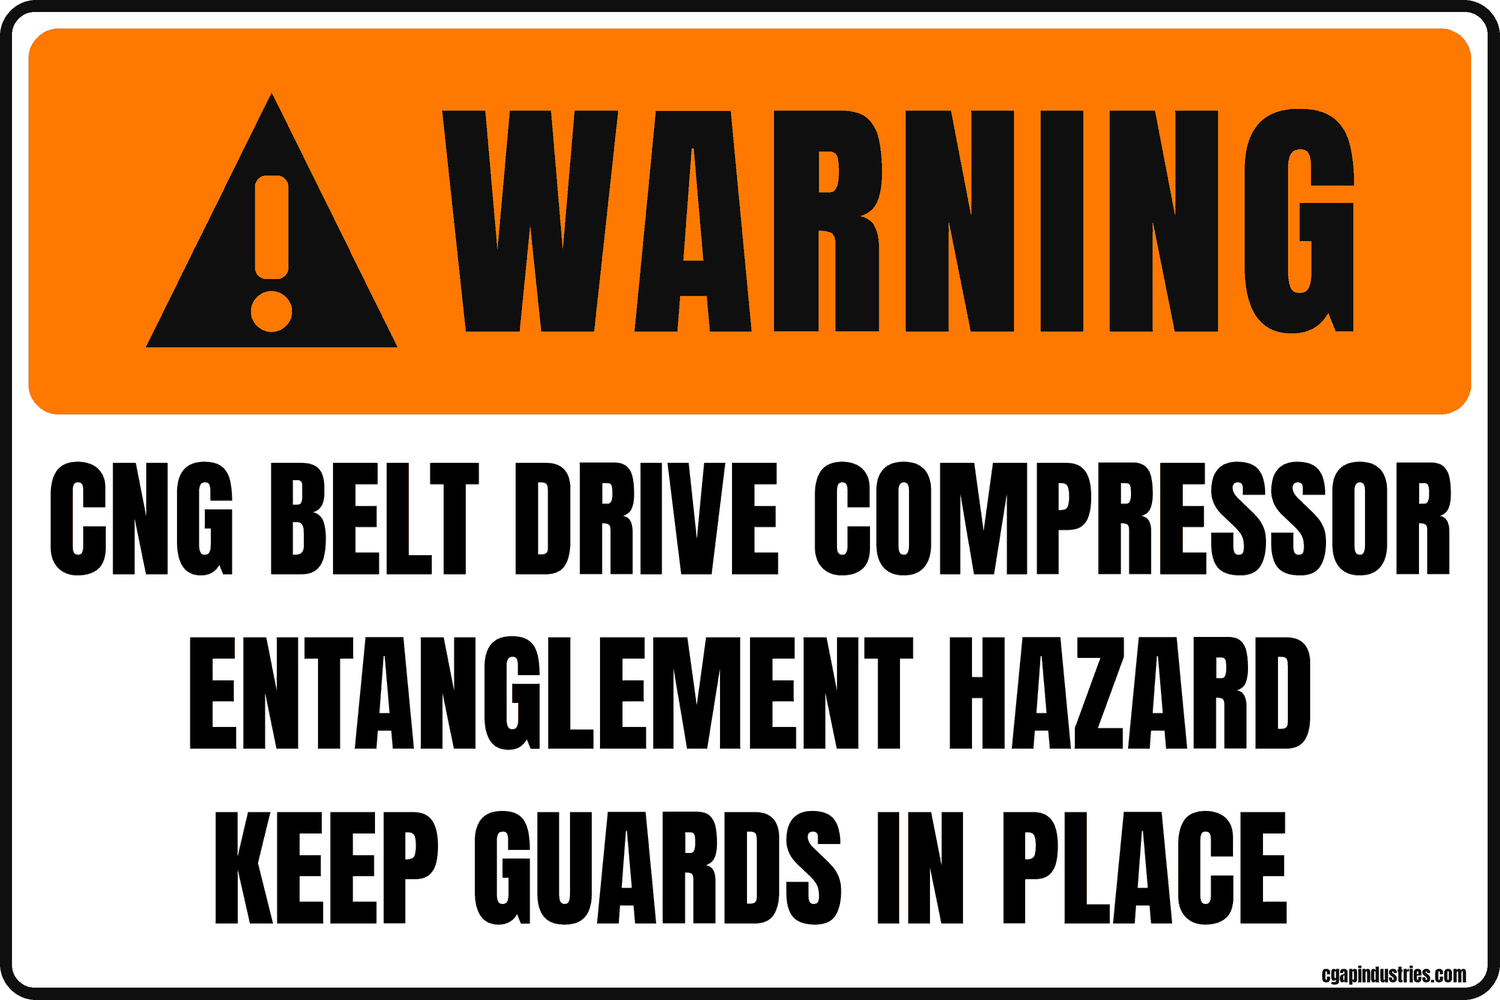 WARNING
CNG BELT DRIVE COMPRESSOR
ENTANGLEMENT HAZARD
KEEP GUARDS IN PLACE
cgapindustries.com